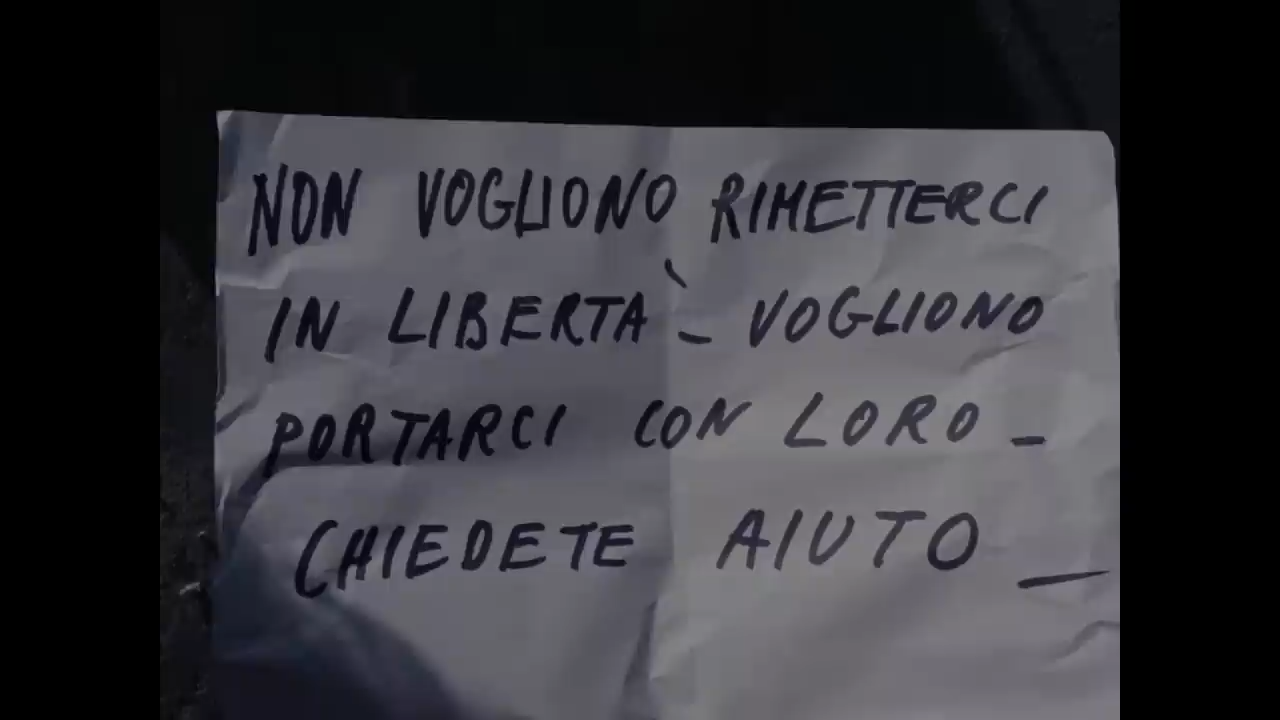 NON VOGLIONO RIMETTERCI
IN LIBERTÀ - VOGLIONO
PORTARCI CON LORO -
CHIEDETE AIUTO -